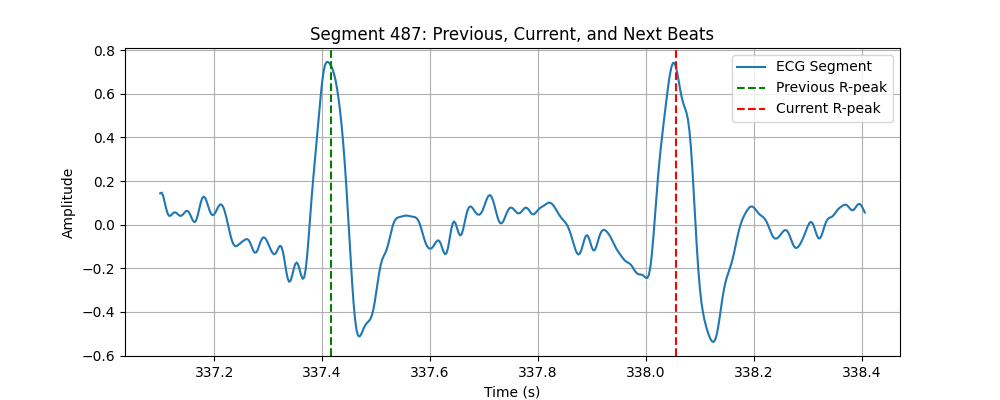 Segment 487: Previous, Current, and Next Beats
ECG Segment
Previous R-peak
Current R-peak
Amplitude
0.8
0.6
0.4
0.2
0.0
−0.2
−0.4
−0.6
337.2 337.4 337.6 337.8 338.0 338.2 338.4
Time (s)